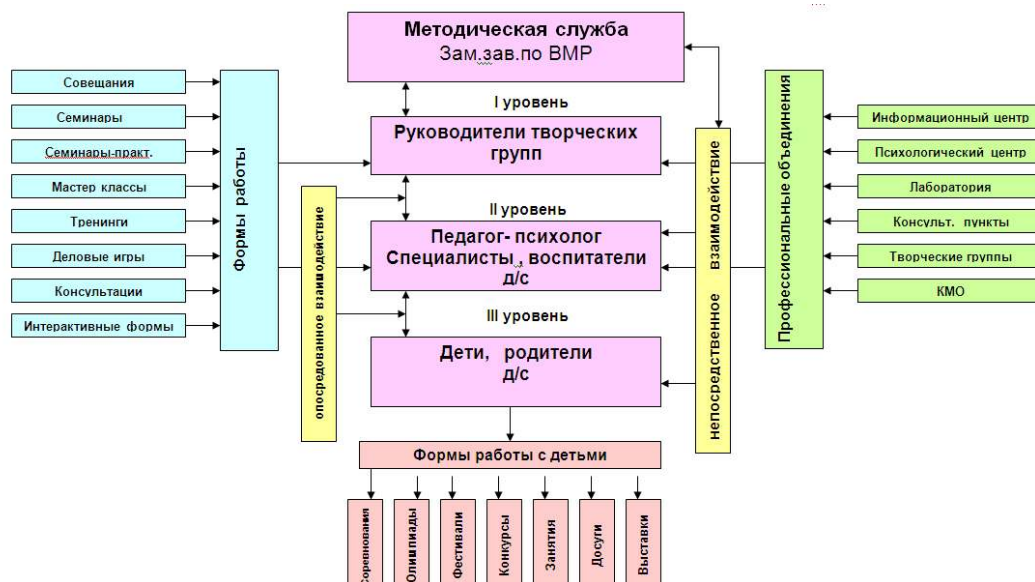 Методическая служба
Зам.зав.по ВМР
I уровень
Руководители творческих
групп
II уровень
Педагог- психолог
Специалисты , воспитатели
д/с
III уровень
Дети, родители
д/с
Формы работы с детьми
Соревнования
Олимпиады
Фестивали
Конкурсы
Занятия
Досуги
Выставки
Совещания
Семинары
Семинары-практ.
Мастер классы
Тренинги
Деловые игры
Консультации
Интерактивные формы
Формы работы
опосредованное взаимодействие
непосредственное взаимодействие
Профессиональные объединения
Информационный центр
Психологический центр
Лаборатория
Консульт. пункты
Творческие группы
КМО